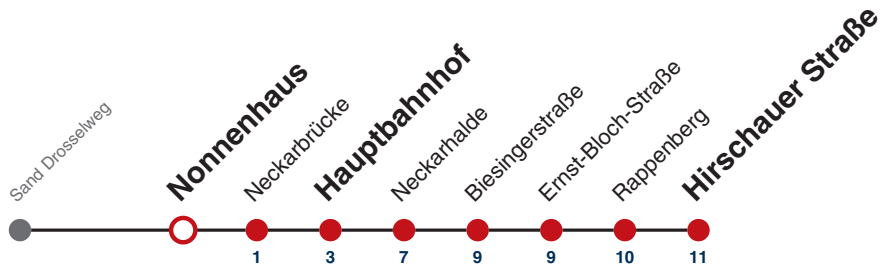 Sand Drosselweg
Nonnenhaus
Neckarbrücke
Hauptbahnhof
Neckarhalde
Biesingerstraße
Ernst-Bloch-Straße
Rappenberg
Hirschauer Straße
1 3 7 9 9 10 11